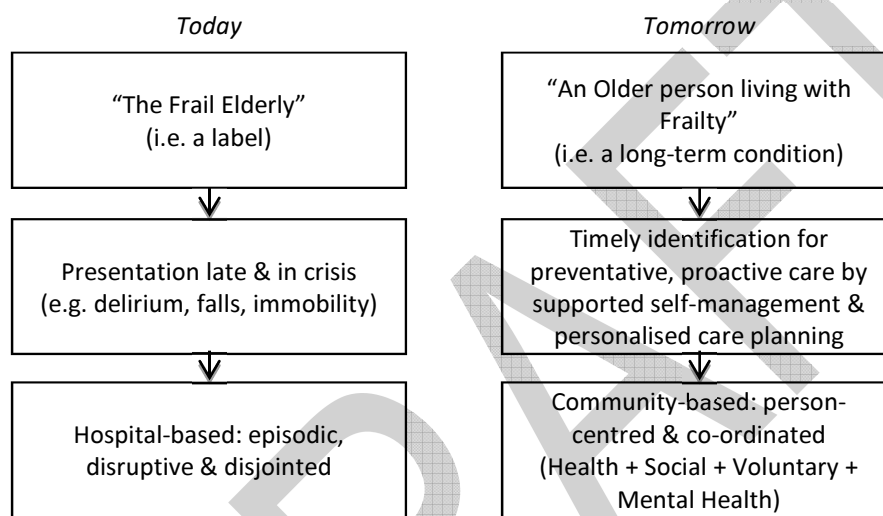 Today
Tomorrow
“The Frail Elderly”
(i.e. a label)
“An Older person living with
Frailty”
(i.e. a long-term condition)
Presentation late & in crisis
(e.g. delirium, falls, immobility)
Timely identification for
preventative, proactive care by
supported self-management &
personalised care planning
Hospital-based: episodic,
disruptive & disjointed
Community-based: person-
centred & co-ordinated
(Health + Social + Voluntary +
Mental Health)